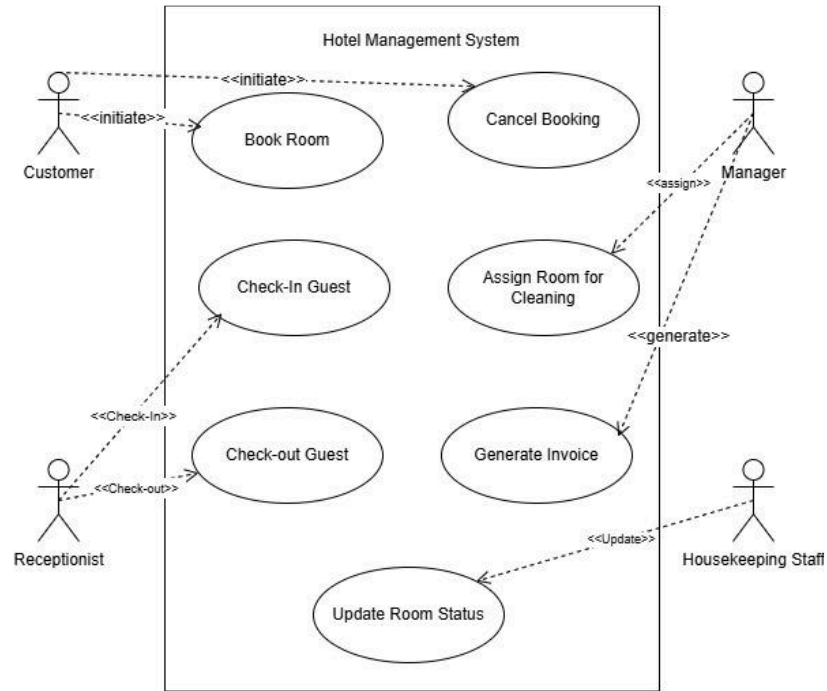 Hotel Management System
<<initiate>>
<<initiate>>
Customer
Book Room
Cancel Booking
Manager
<<assign>>
Check-In Guest
Assign Room for
Cleaning
<<generate>>
<<Check-In>>
Check-out Guest
Generate Invoice
<<Check-out>>
Receptionist
<<Update>>
Housekeeping Staff
Update Room Status